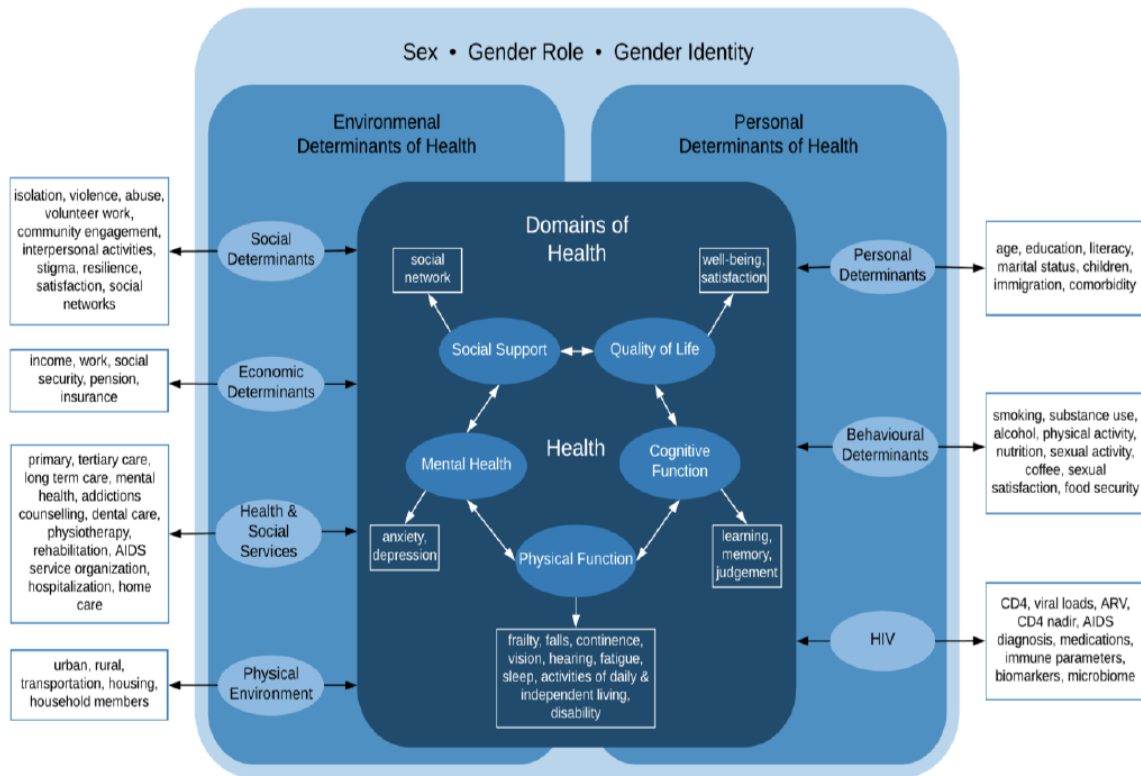 Sex • Gender Role • Gender Identity
Environmenal
Determinants of Health
Personal
Determinants of Health
isolation, violence, abuse,
volunteer work,
community engagement,
interpersonal activities,
stigma, resilience,
satisfaction, social
networks
Social
Determinants
income, work, social
security, pension,
insurance
Economic
Determinants
primary, tertiary care,
long term care, mental
health, addictions
counselling, dental care,
physiotherapy,
rehabilitation, AIDS
service organization,
hospitalization, home
care
Health &
Social
Services
urban, rural,
transportation, housing,
household members
Physical
Environment
Domains of
Health
social
network
well-being,
satisfaction
Social Support
Quality of Life
Health
Mental Health
Cognitive
Function
anxiety,
depression
Physical Function
learning,
memory,
judgement
frailty, falls, continence,
vision, hearing, fatigue,
sleep, activities of daily &
independent living,
disability
Personal
Determinants
age, education, literacy,
marital status, children,
immigration, comorbidity
Behavioural
Determinants
smoking, substance use,
alcohol, physical activity,
nutrition, sexual activity,
coffee, sexual
satisfaction, food security
HIV
CD4, viral loads, ARV,
CD4 nadir, AIDS
diagnosis, medications,
immune parameters,
biomarkers, microbiome